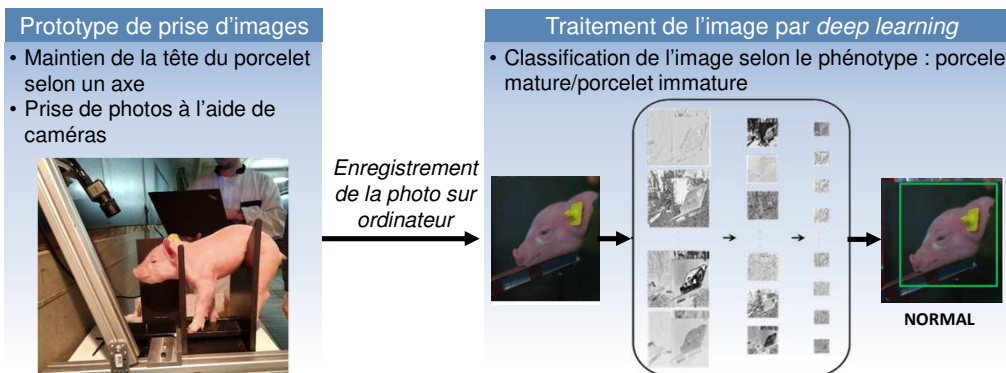 Prototype de prise d'images
• Maintien de la tête du porcelet
selon un axe
• Prise de photos à l'aide de
caméras
Enregistrement
de la photo sur
ordinateur
Traitement de l'image par deep learning
• Classification de l'image selon le phénotype : porcelet
mature/porcelet immature
NORMAL